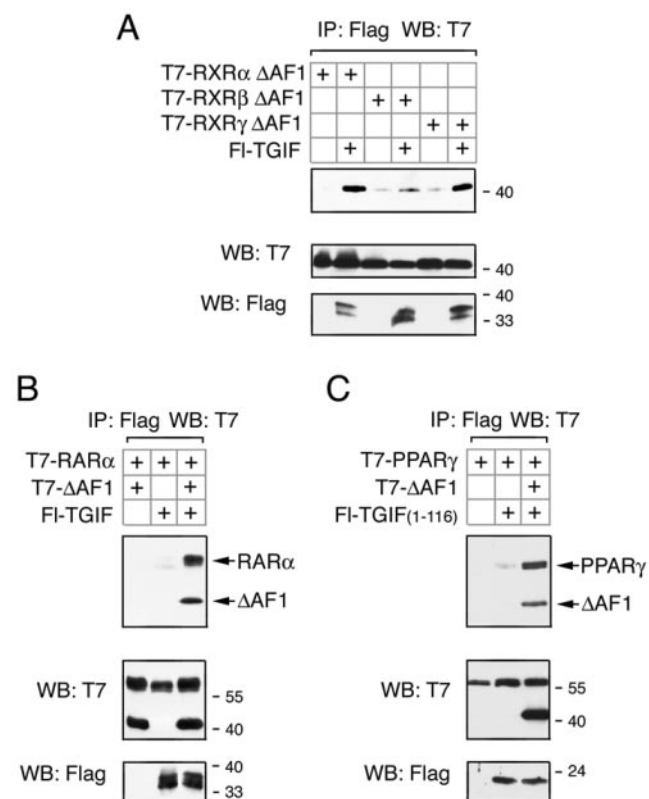 A
IP: Flag WB: T7
T7-RXRα ΔAF1 + +
T7-RXRβ ΔAF1 + +
T7-RXRγ ΔAF1 + +
Fl-TGIF + + +
- 40
WB: T7
- 40
WB: Flag
- 40
- 33
B
IP: Flag WB: T7
T7-RARα + + +
T7-ΔAF1 + +
Fl-TGIF + +
RARα
ΔAF1
WB: T7
- 55
- 40
WB: Flag
- 40
- 33
C
IP: Flag WB: T7
T7-PPARγ + + +
T7-ΔAF1 +
Fl-TGIF(1-116) + +
PPARγ
ΔAF1
WB: T7
- 55
- 40
WB: Flag
- 24